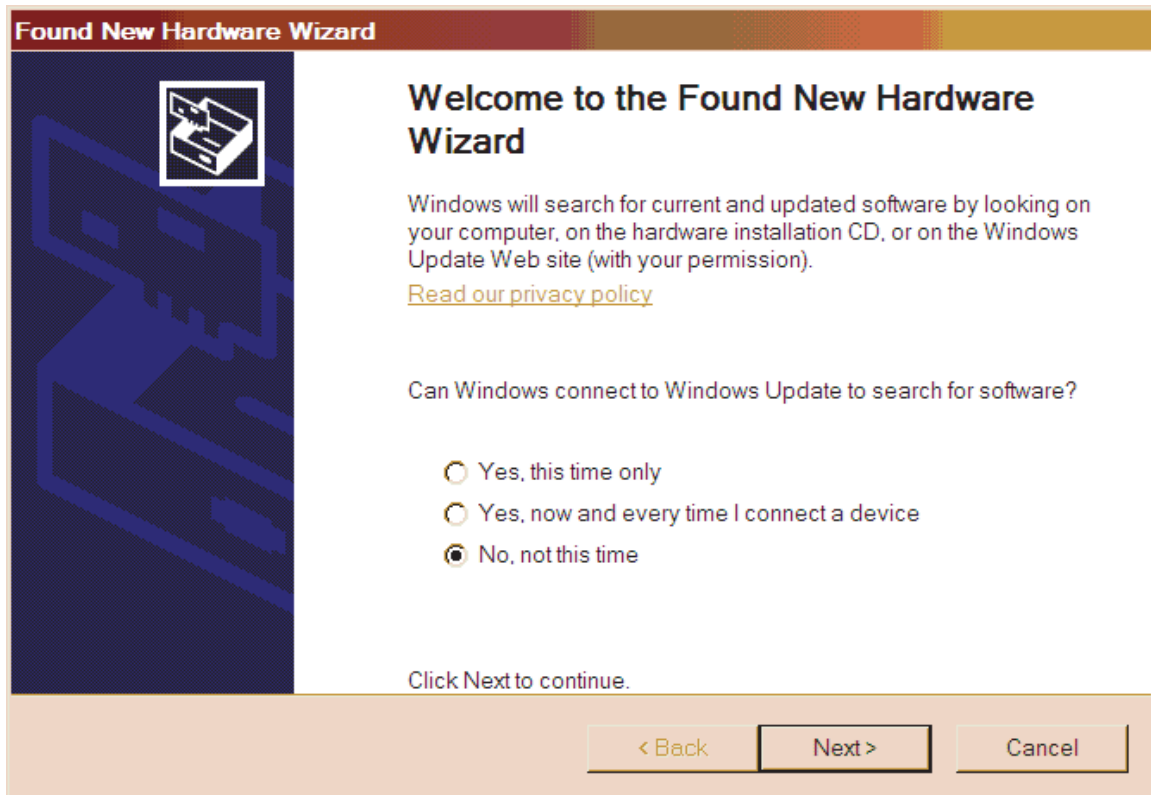 Found New Hardware Wizard
Welcome to the Found New Hardware
Wizard
Windows will search for current and updated software by looking on
your computer, on the hardware installation CD, or on the Windows
Update Web site (with your permission).
Read our privacy policy
Can Windows connect to Windows Update to search for software?
Yes, this time only
Yes, now and every time I connect a device
No, not this time
Click Next to continue.
< Back Next > Cancel